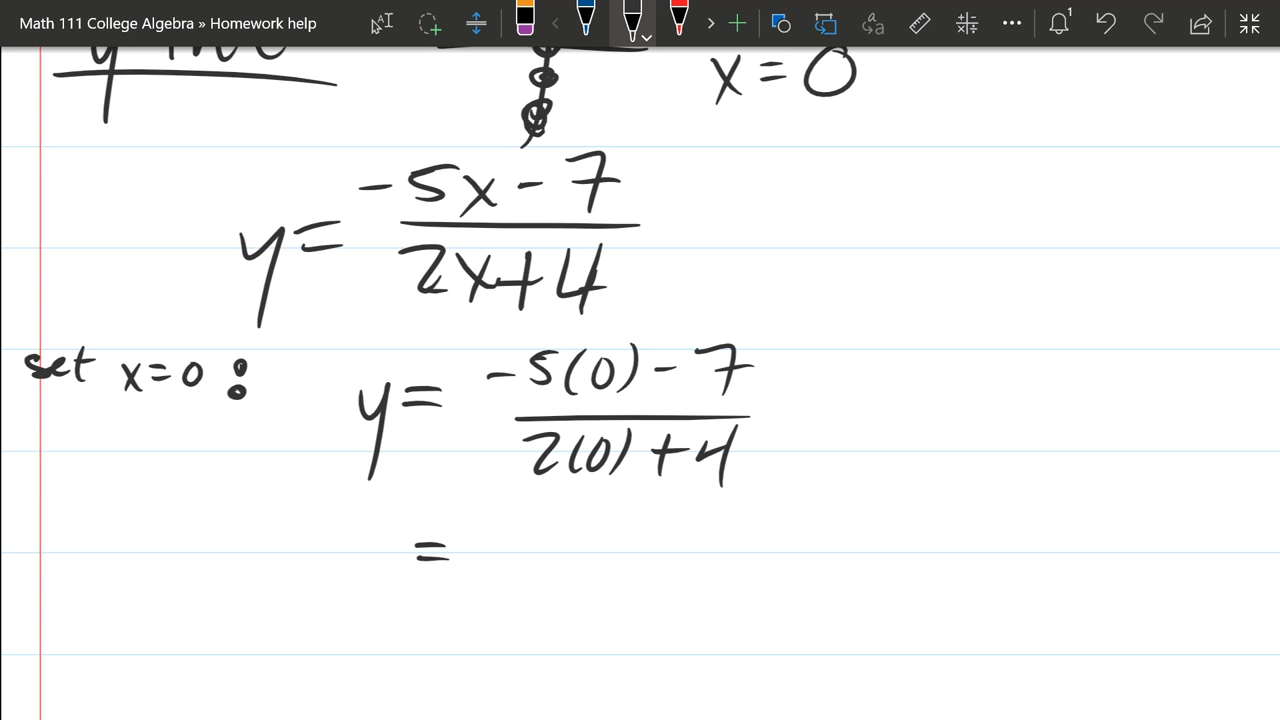 Math 111 College Algebra » Homework help
x = 0
y = (-5x - 7)/(2x + 4)
set x=0 :
y = (-5(0) - 7)/(2(0) + 4)
=